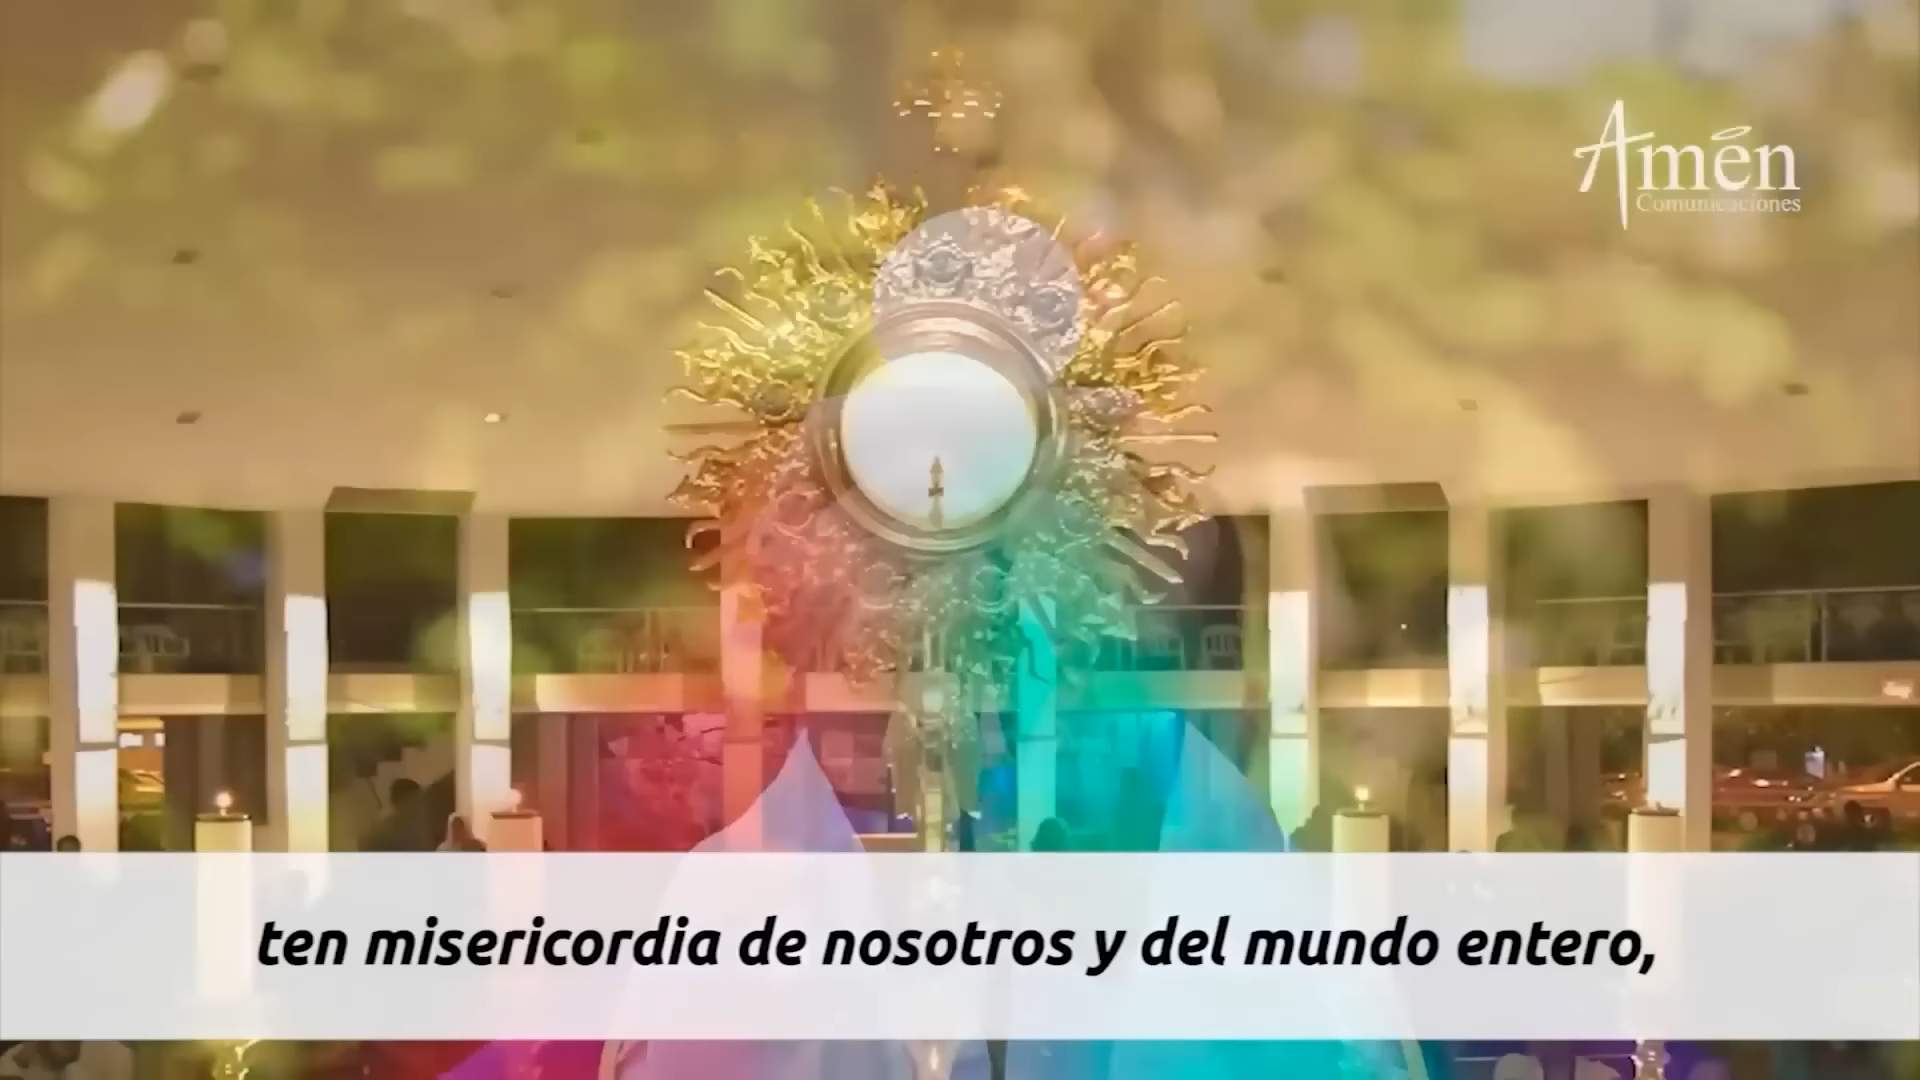 Amén
Comunicaciones
ten misericordia de nosotros y del mundo entero,